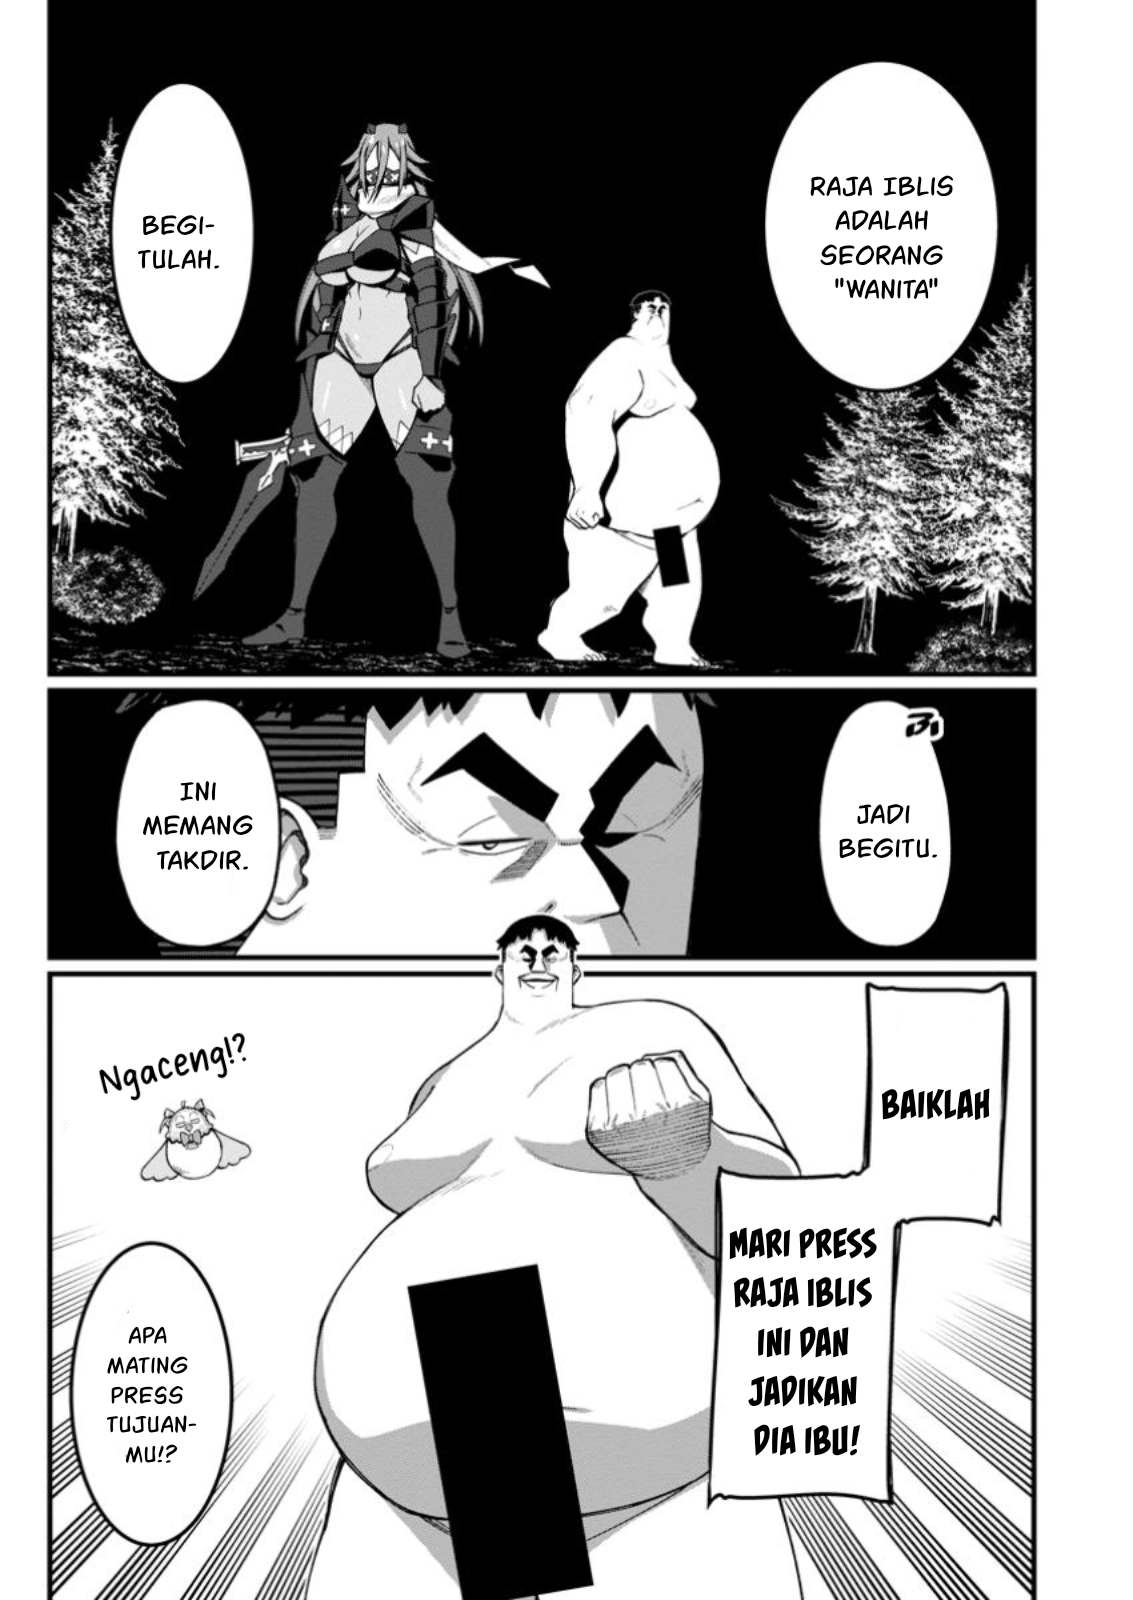 RAJA IBLIS
ADALAH
SEORANG
"WANITA"
BEGI-
TULAH.
JADI
BEGITU.
INI
MEMANG
TAKDIR.
BAIKLAH
MARI PRESS
RAJA IBLIS
INI DAN
JADIKAN
DIA IBU!
Ngaceng!?
APA
MATING
PRESS
TUJUAN-
MU!?